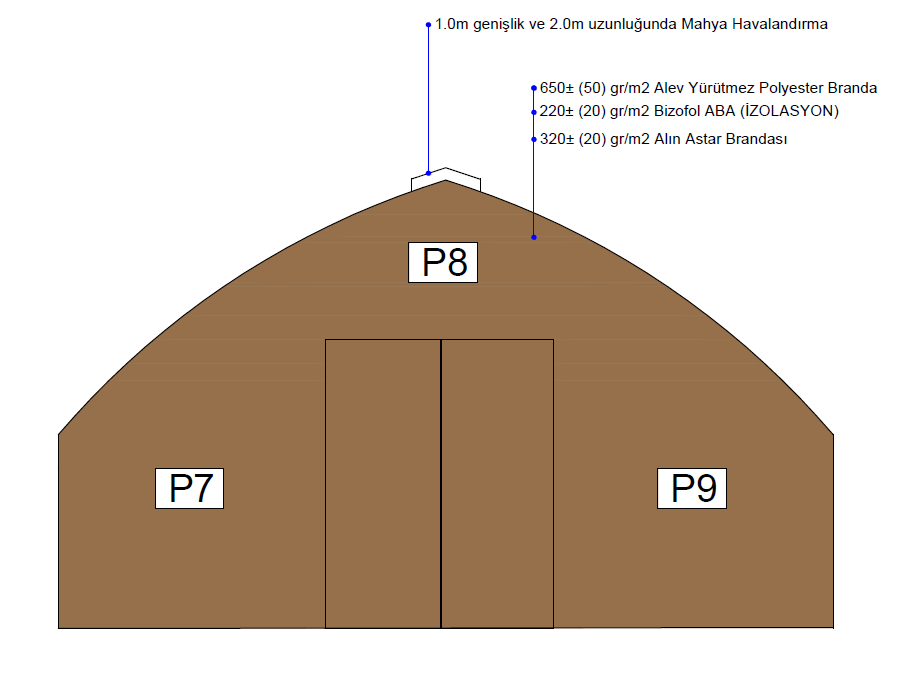 1.0m genişlik ve 2.0m uzunluğunda Mahya Havalandırma
650± (50) gr/m2 Alev Yürütmez Polyester Branda
220± (20) gr/m2 Bizofol ABA (İZOLASYON)
320± (20) gr/m2 Alın Astar Brandası
P8
P7
P9